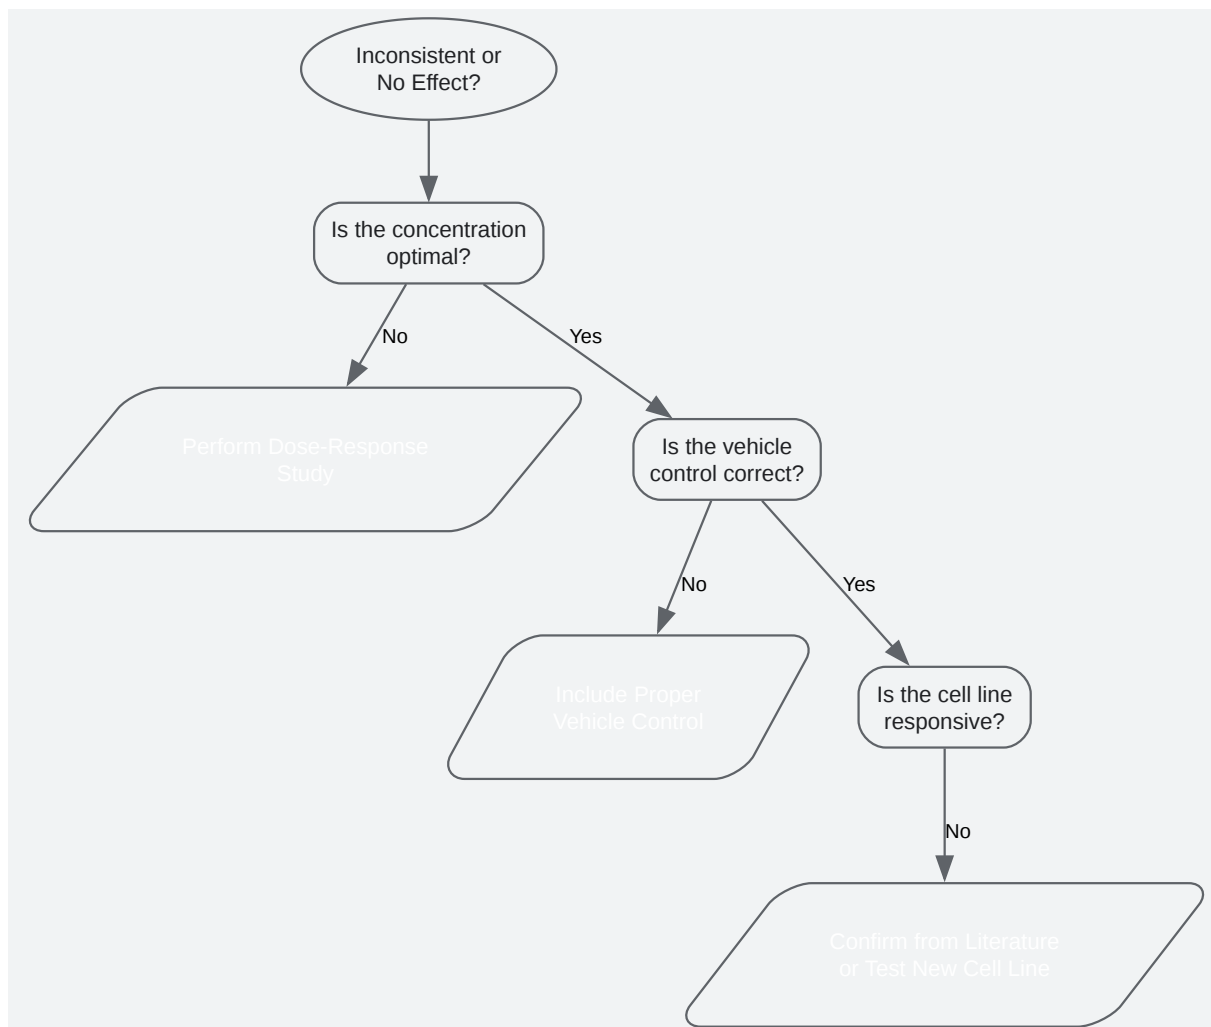 Inconsistent or
No Effect?
Is the concentration
optimal?
No
Yes
Perform Dose-Response
Study
Is the vehicle
control correct?
No
Yes
Include Proper
Vehicle Control
Is the cell line
responsive?
No
Confirm from Literature
or Test New Cell Line